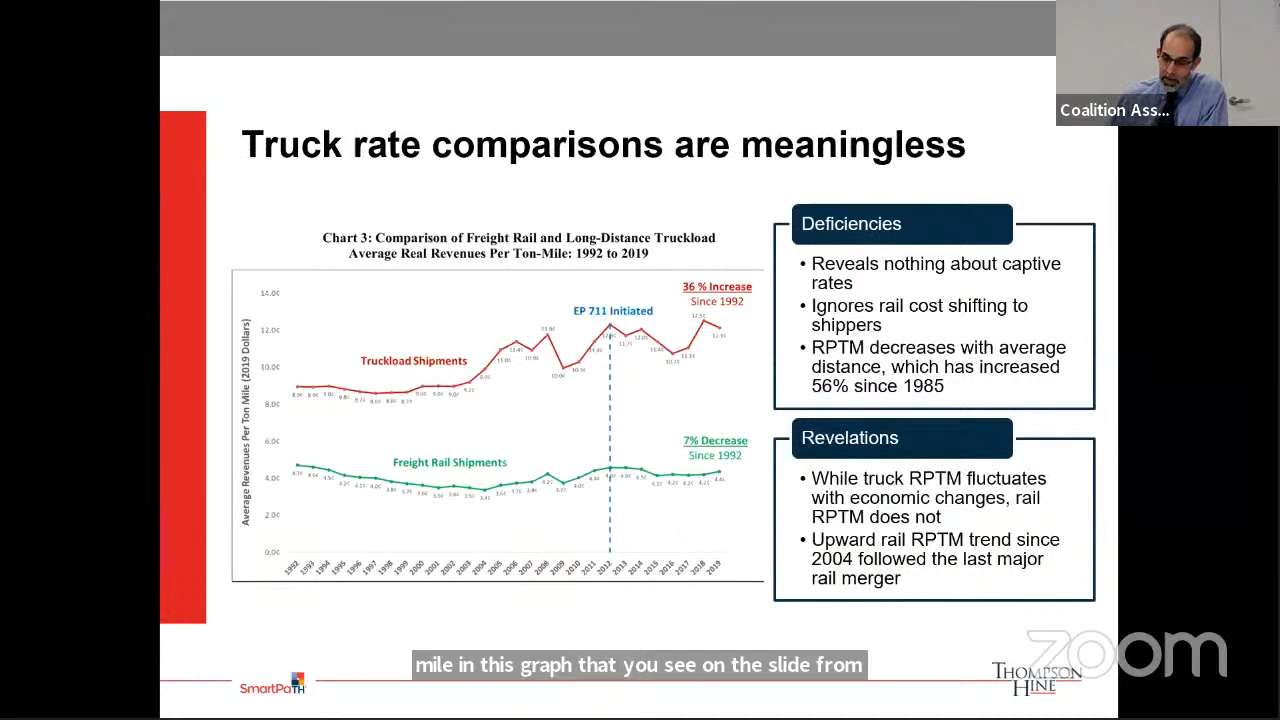 Coalition Ass...
Truck rate comparisons are meaningless
Chart 3: Comparison of Freight Rail and Long-Distance Truckload
Average Real Revenues Per Ton-Mile: 1992 to 2019
Average Revenues Per Ton Mile (2019 Dollars)
14.0¢
12.0¢
10.0¢
8.0¢
6.0¢
4.0¢
2.0¢
0.0¢
Truckload Shipments
EP 711 Initiated
36 % Increase
Since 1992
Freight Rail Shipments
7% Decrease
Since 1992
1992 1993 1994 1995 1996 1997 1998 1999 2000 2001 2002 2003 2004 2005 2006 2007 2008 2009 2010 2011 2012 2013 2014 2015 2016 2017 2018 2019
Deficiencies
• Reveals nothing about captive
rates
• Ignores rail cost shifting to
shippers
• RPTM decreases with average
distance, which has increased
56% since 1985
Revelations
• While truck RPTM fluctuates
with economic changes, rail
RPTM does not
• Upward rail RPTM trend since
2004 followed the last major
rail merger
mile in this graph that you see on the slide from
SmartPaTH
THOMPSON
HINE
zoom